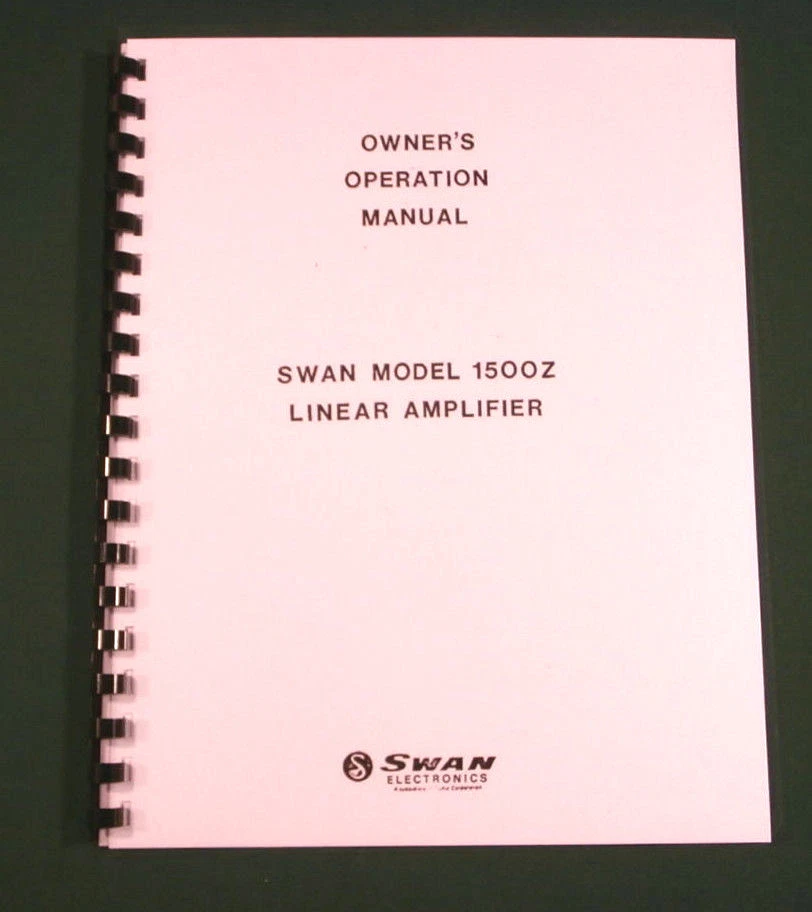 OWNER'S
OPERATION
MANUAL
SWAN MODEL 1500Z
LINEAR AMPLIFIER
S SWAN
ELECTRONICS